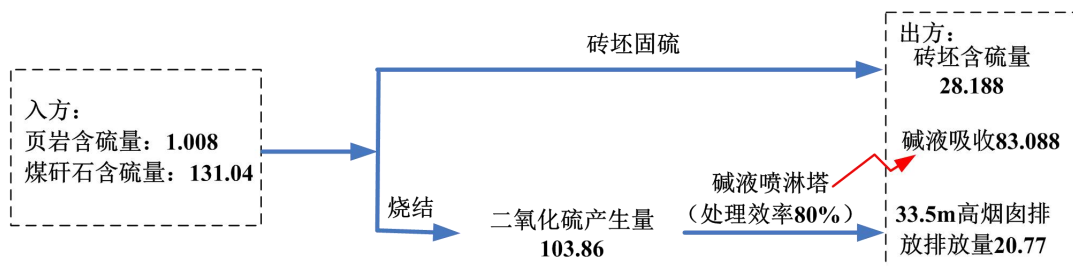 入方：
页岩含硫量：1.008
煤矸石含硫量：131.04
砖坯固硫
烧结
二氧化硫产生量
103.86
碱液喷淋塔
（处理效率80%）
出方：
砖坯含硫量
28.188
碱液吸收83.088
33.5m高烟囱排
放排放量20.77